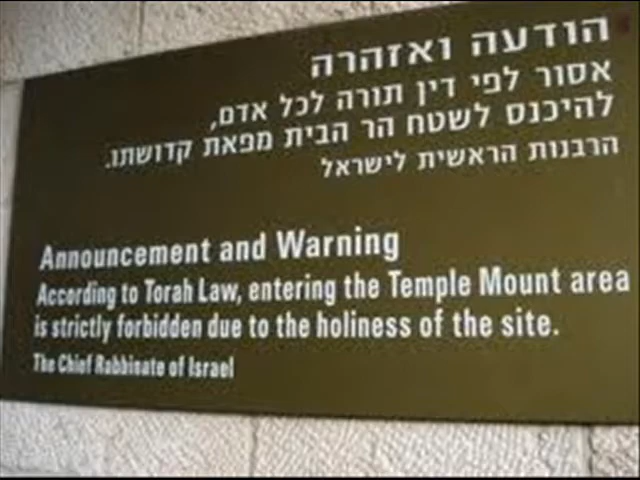 הודעה ואזהרה
אסור לפי דין תורה לכל אדם,
להיכנס לשטח הר הבית מפאת קדושתו.
הרבנות הראשית לישראל
Announcement and Warning
According to Torah Law, entering the Temple Mount area
is strictly forbidden due to the holiness of the site.
The Chief Rabbinate of Israel